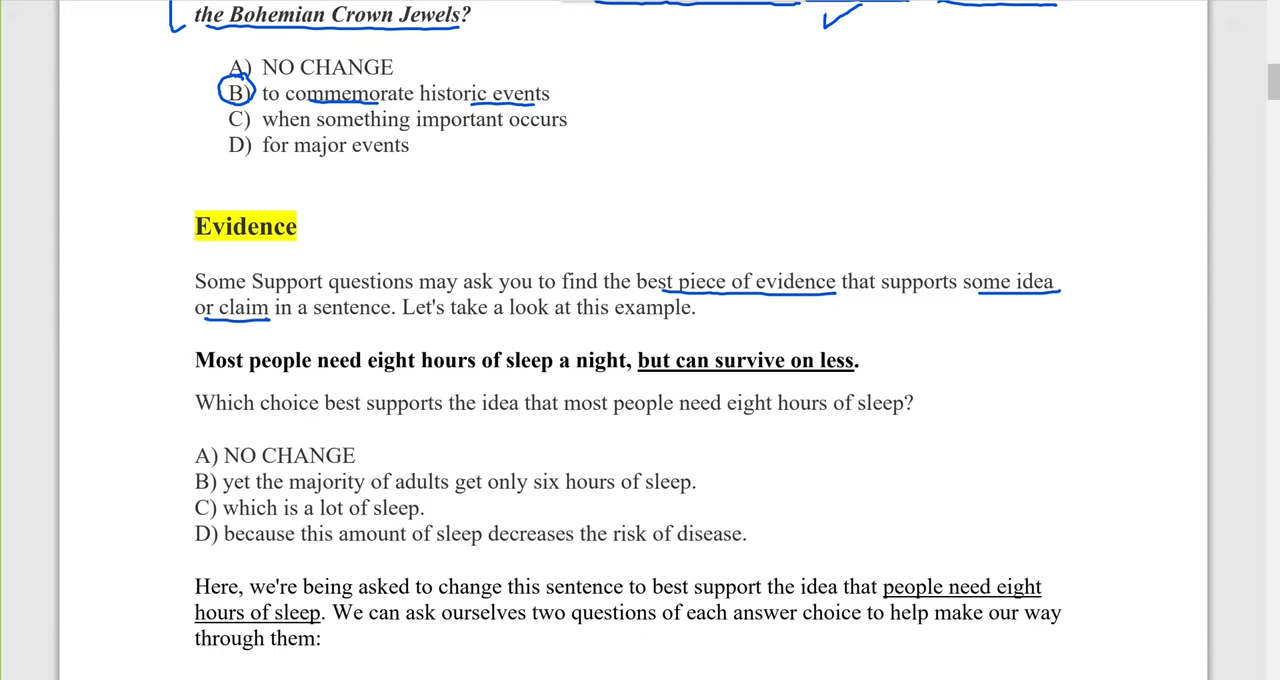 the Bohemian Crown Jewels?
A) NO CHANGE
B) to commemorate historic events
C) when something important occurs
D) for major events
Evidence
Some Support questions may ask you to find the best piece of evidence that supports some idea
or claim in a sentence. Let's take a look at this example.
Most people need eight hours of sleep a night, but can survive on less.
Which choice best supports the idea that most people need eight hours of sleep?
A) NO CHANGE
B) yet the majority of adults get only six hours of sleep.
C) which is a lot of sleep.
D) because this amount of sleep decreases the risk of disease.
Here, we're being asked to change this sentence to best support the idea that people need eight
hours of sleep. We can ask ourselves two questions of each answer choice to help make our way
through them: